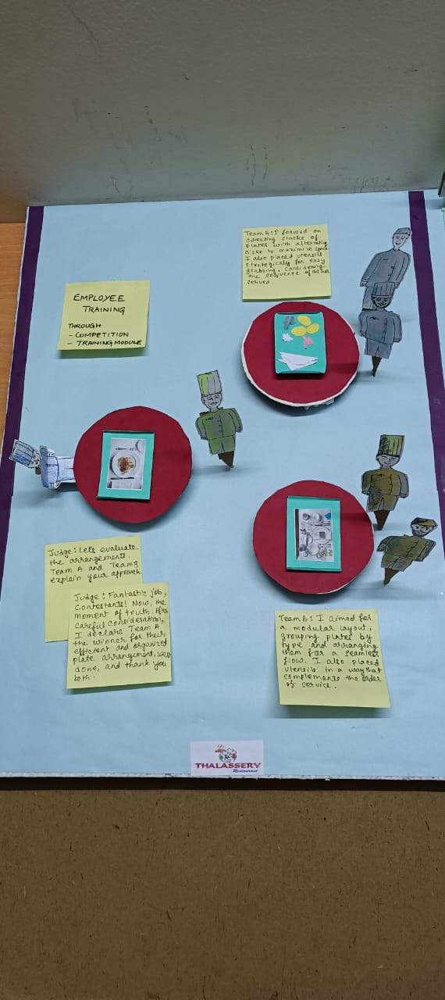 Team A: I focused on
creating stacks of
plates with alternating
sizes to maximize space
I also placed utensils
strategically for easy
grabbing, considering
the sequence of dishes
served.
EMPLOYEE
TRAINING
THROUGH
- COMPETITION
- TRAINING MODULE
Judge: Let's evaluate
the arrangements.
Team A and Team B
explain your approach.
Judge: Fantastic job,
contestants! Now, the
moment of truth. After
careful consideration,
I declare Team A
the winner for their
efficient and organized
plate arrangement. Well
done, and thank you
both.
Team B: I aimed for
a modular layout,
grouping plates by
type and arranging
them for a seamless
flow. I also placed
utensils in a way that
complements the order
of service.
THALASSERY
Restaurant